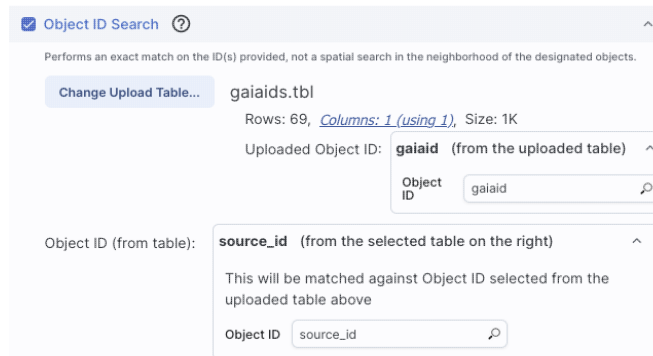 Object ID Search
Performs an exact match on the ID(s) provided, not a spatial search in the neighborhood of the designated objects.
Change Upload Table... gaiaids.tbl
Rows: 69, Columns: 1 (using 1), Size: 1K
Uploaded Object ID: gaiaid (from the uploaded table)
Object ID gaiaid
Object ID (from table): source_id (from the selected table on the right)
This will be matched against Object ID selected from the
uploaded table above
Object ID source_id